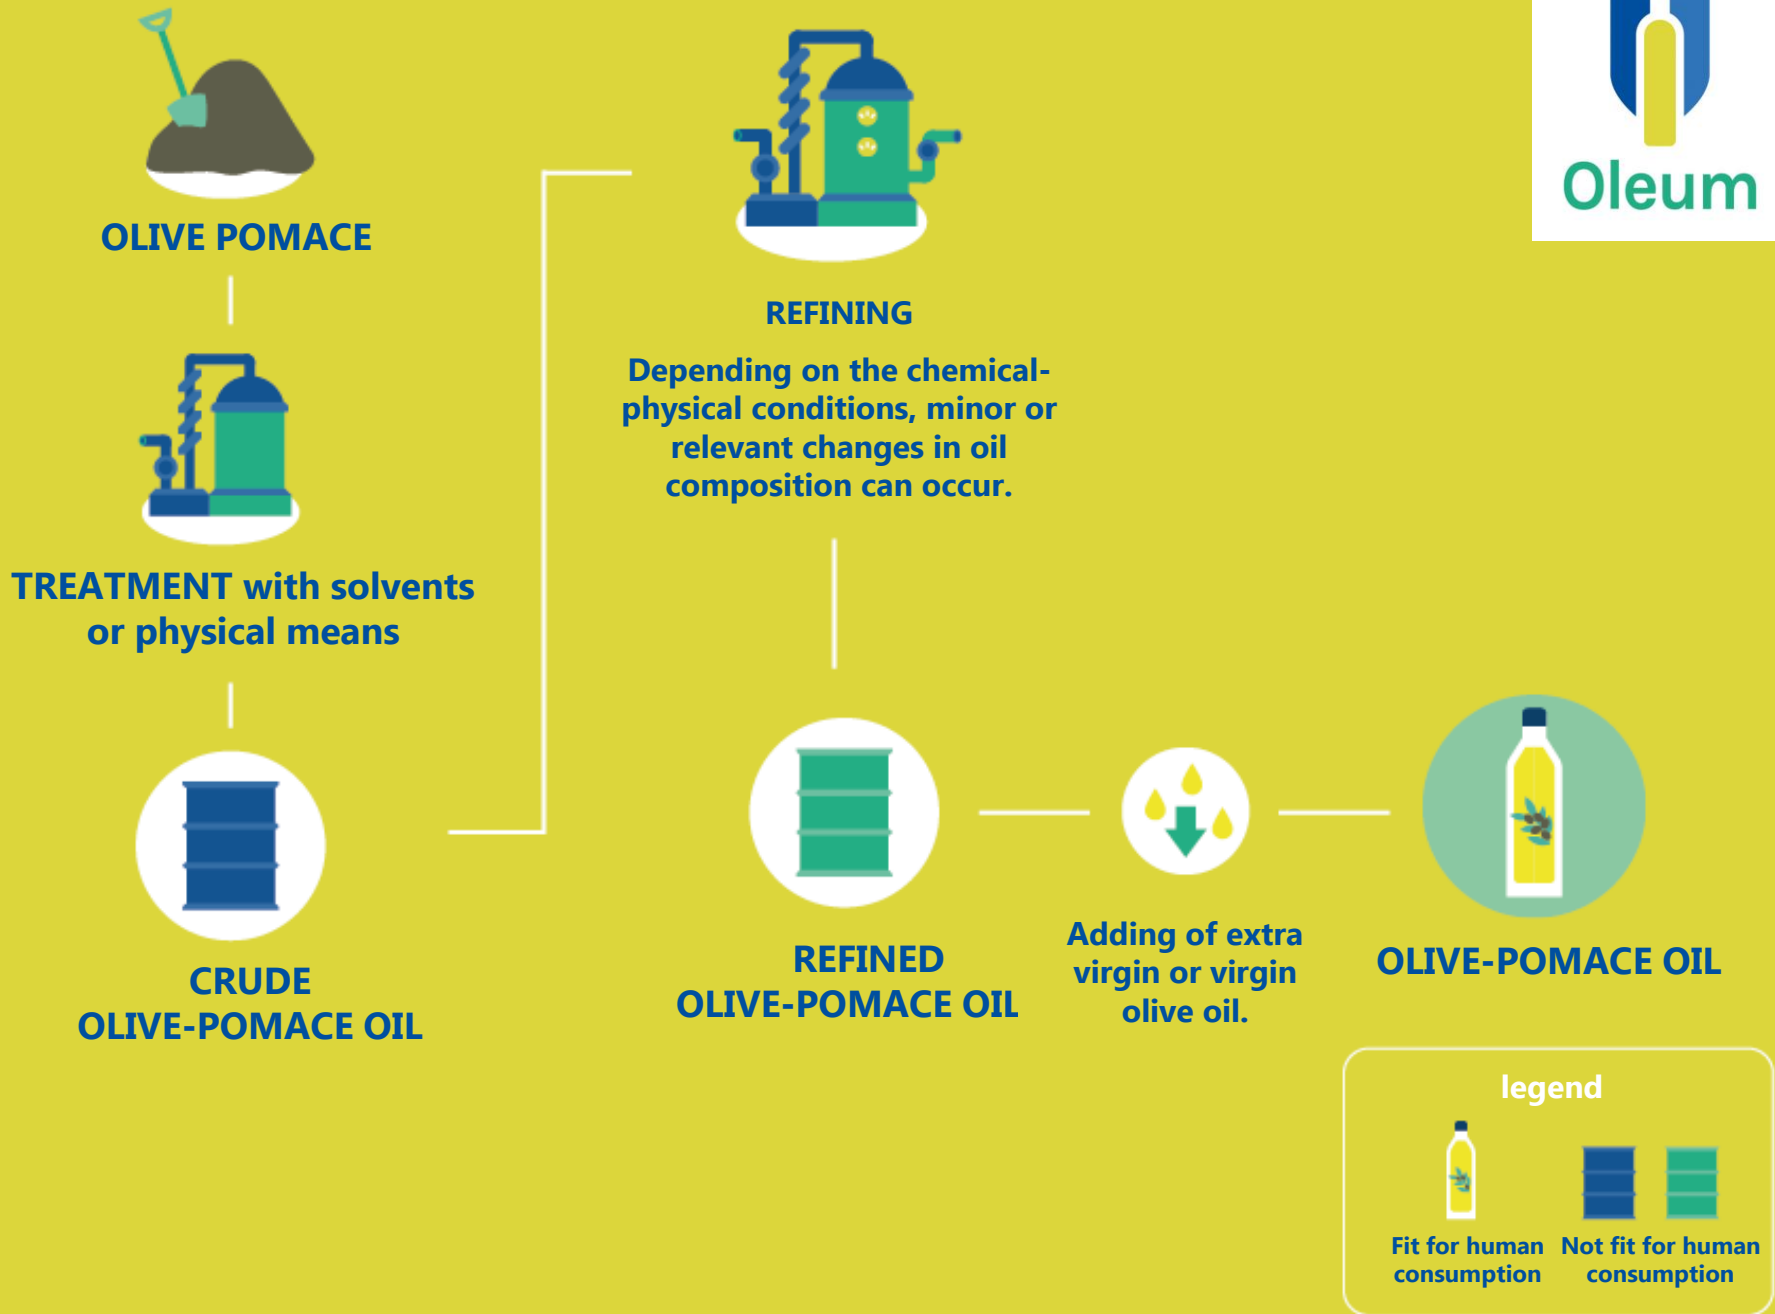 OLIVE POMACE
TREATMENT with solvents
or physical means
CRUDE
OLIVE-POMACE OIL
REFINING
Depending on the chemical-
physical conditions, minor or
relevant changes in oil
composition can occur.
REFINED
OLIVE-POMACE OIL
Adding of extra
virgin or virgin
olive oil.
OLIVE-POMACE OIL
Oleum
legend
Fit for human
consumption
Not fit for human
consumption